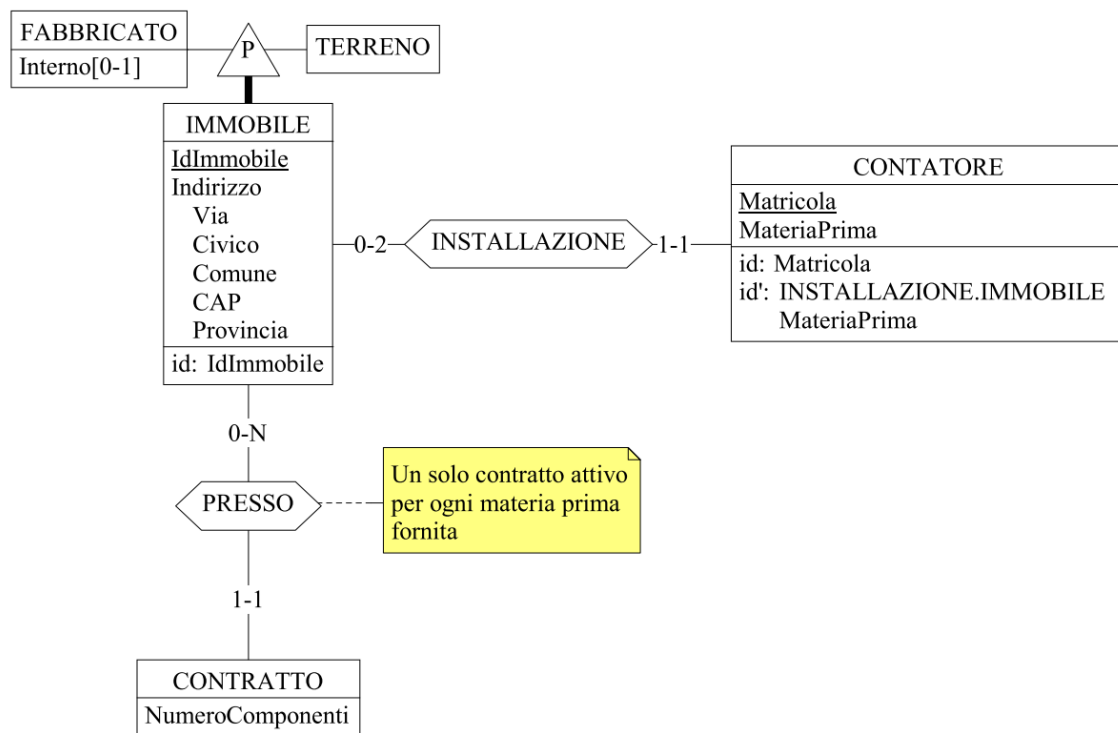 FABBRICATO
Interno[0-1]
P
TERRENO
IMMOBILE
IdImmobile
Indirizzo
Via
Civico
Comune
CAP
Provincia
id: IdImmobile
0-2
INSTALLAZIONE
1-1
CONTATORE
Matricola
MateriaPrima
id: Matricola
id': INSTALLAZIONE.IMMOBILE
MateriaPrima
0-N
PRESSO
Un solo contratto attivo
per ogni materia prima
fornita
1-1
CONTRATTO
NumeroComponenti